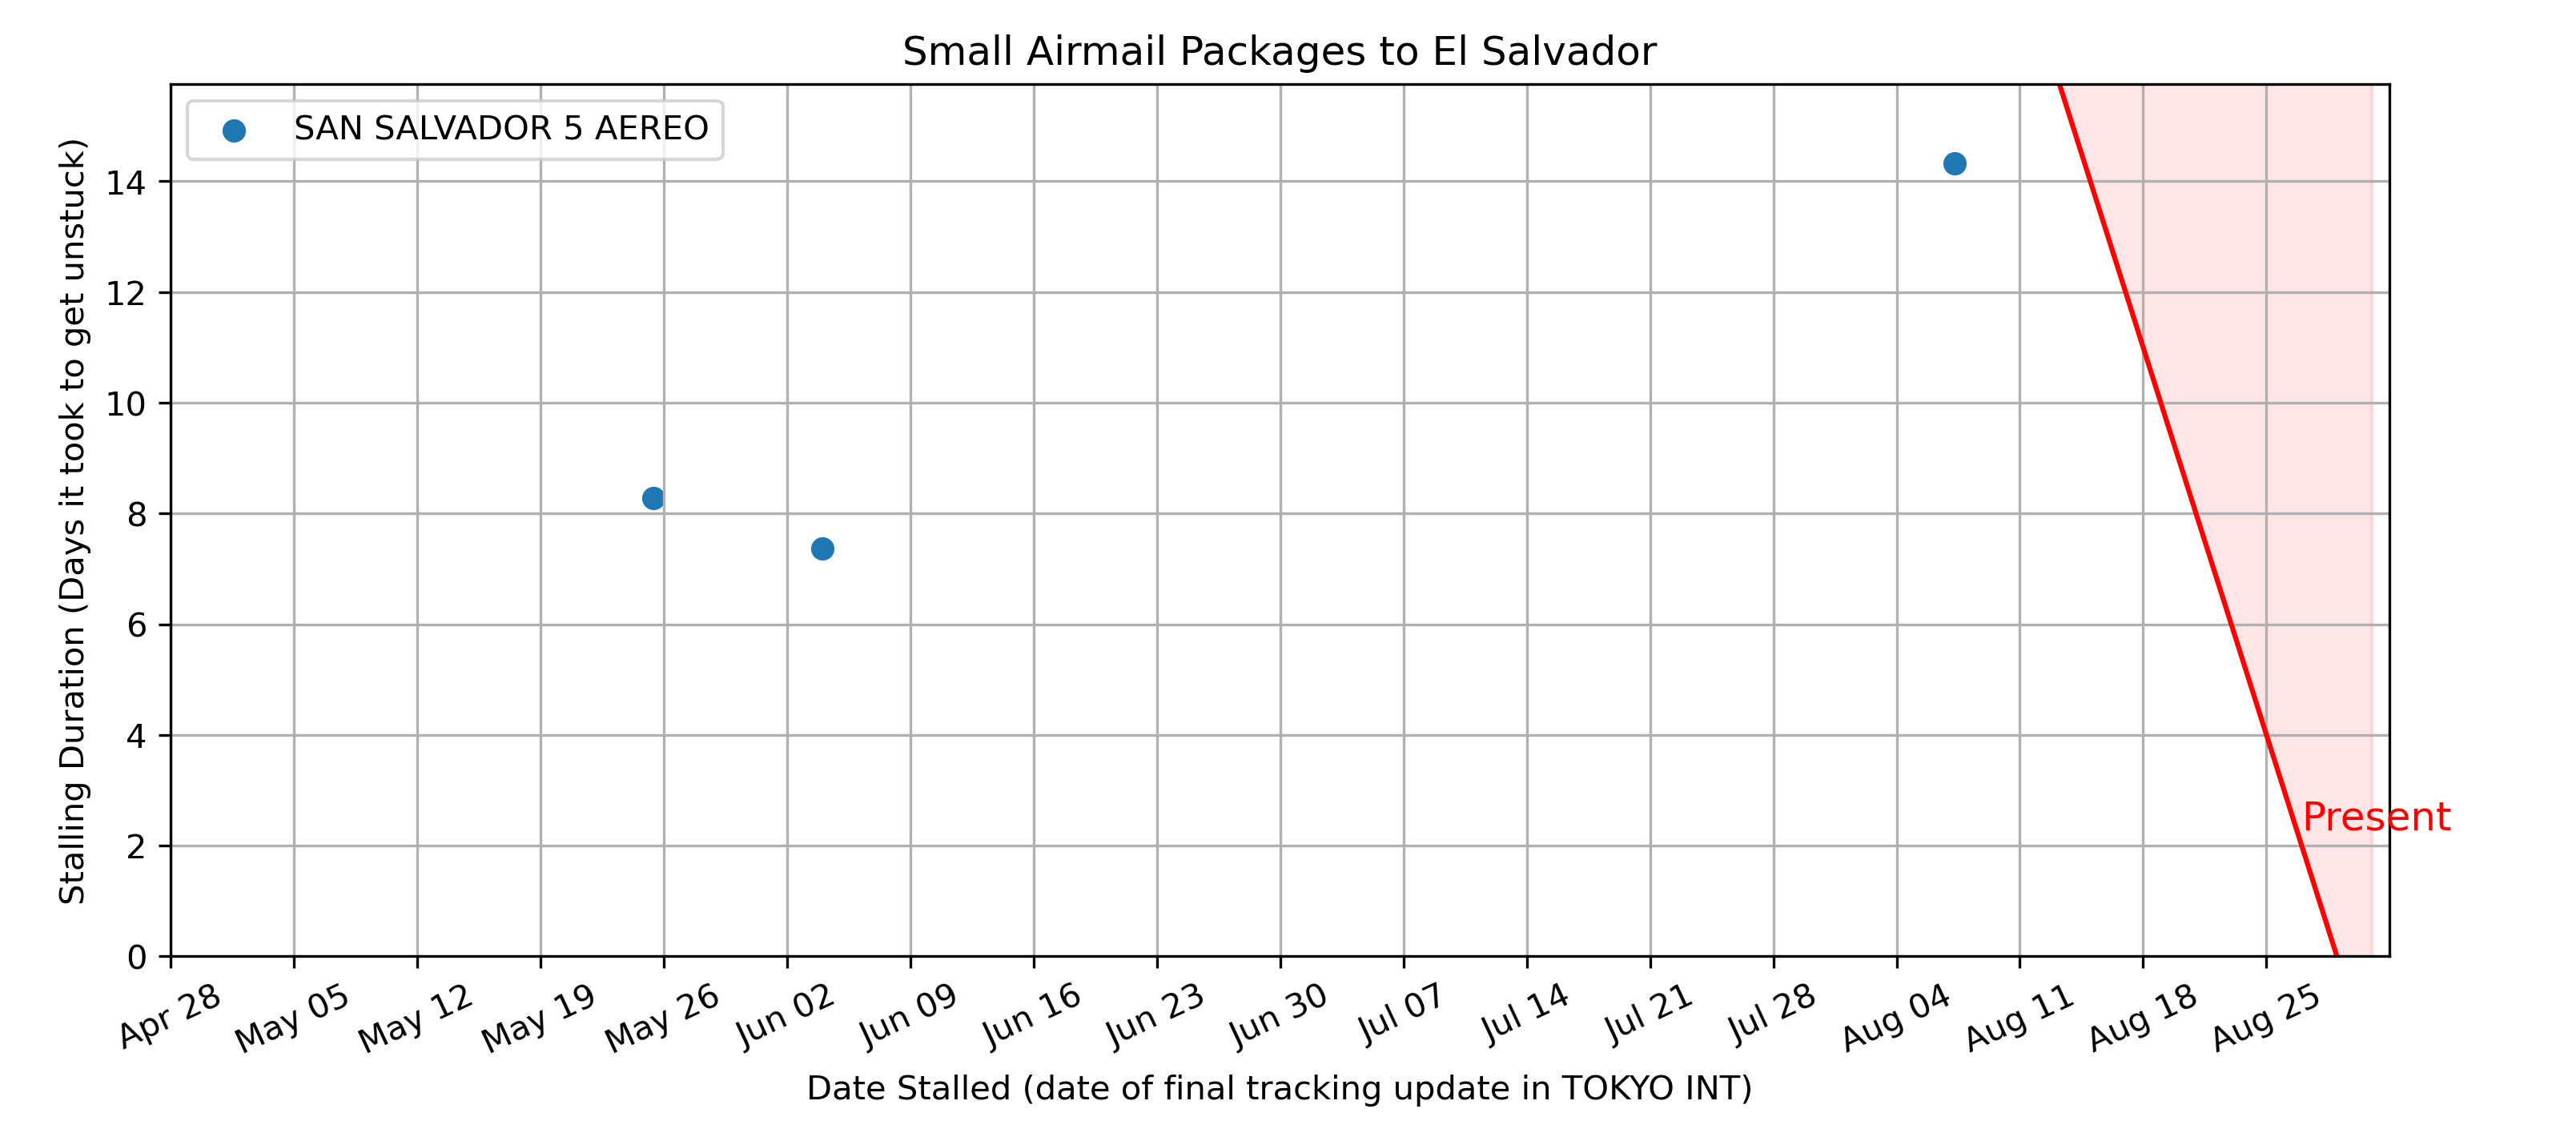 Small Airmail Packages to El Salvador
SAN SALVADOR 5 AEREO
Stalling Duration (Days it took to get unstuck)
14
12
10
8
6
4
2
0
Present
Apr 28
May 05
May 12
May 19
May 26
Jun 02
Jun 09
Jun 16
Jun 23
Jun 30
Jul 07
Jul 14
Jul 21
Jul 28
Aug 04
Aug 11
Aug 18
Aug 25
Date Stalled (date of final tracking update in TOKYO INT)